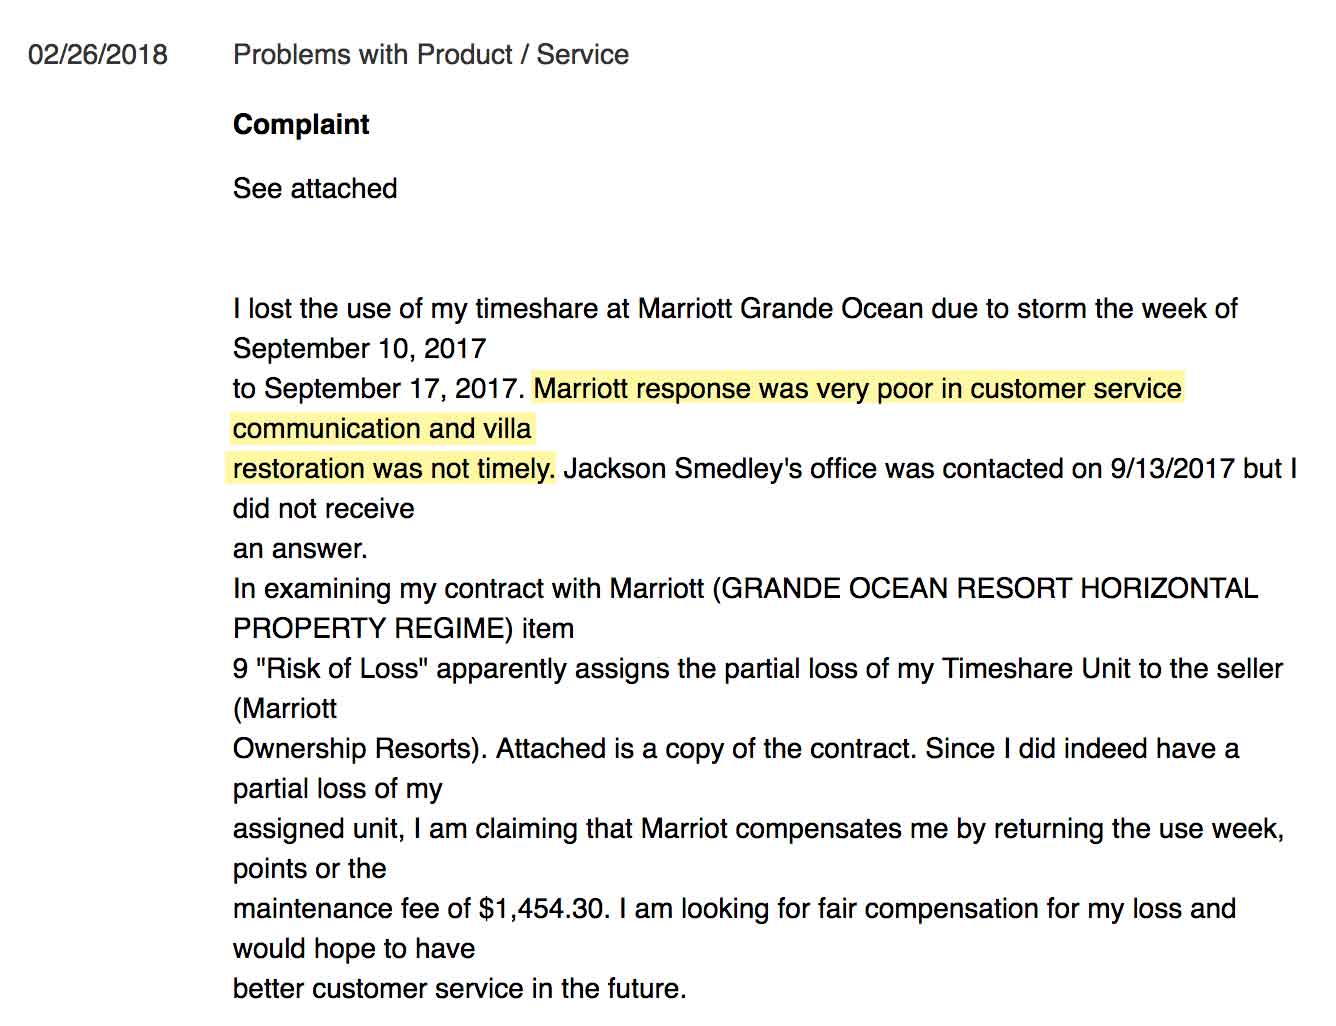 02/26/2018 Problems with Product / Service
Complaint
See attached
I lost the use of my timeshare at Marriott Grande Ocean due to storm the week of
September 10, 2017
to September 17, 2017. Marriott response was very poor in customer service
communication and villa
restoration was not timely. Jackson Smedley's office was contacted on 9/13/2017 but I
did not receive
an answer.
In examining my contract with Marriott (GRANDE OCEAN RESORT HORIZONTAL
PROPERTY REGIME) item
9 "Risk of Loss" apparently assigns the partial loss of my Timeshare Unit to the seller
(Marriott
Ownership Resorts). Attached is a copy of the contract. Since I did indeed have a
partial loss of my
assigned unit, I am claiming that Marriot compensates me by returning the use week,
points or the
maintenance fee of $1,454.30. I am looking for fair compensation for my loss and
would hope to have
better customer service in the future.